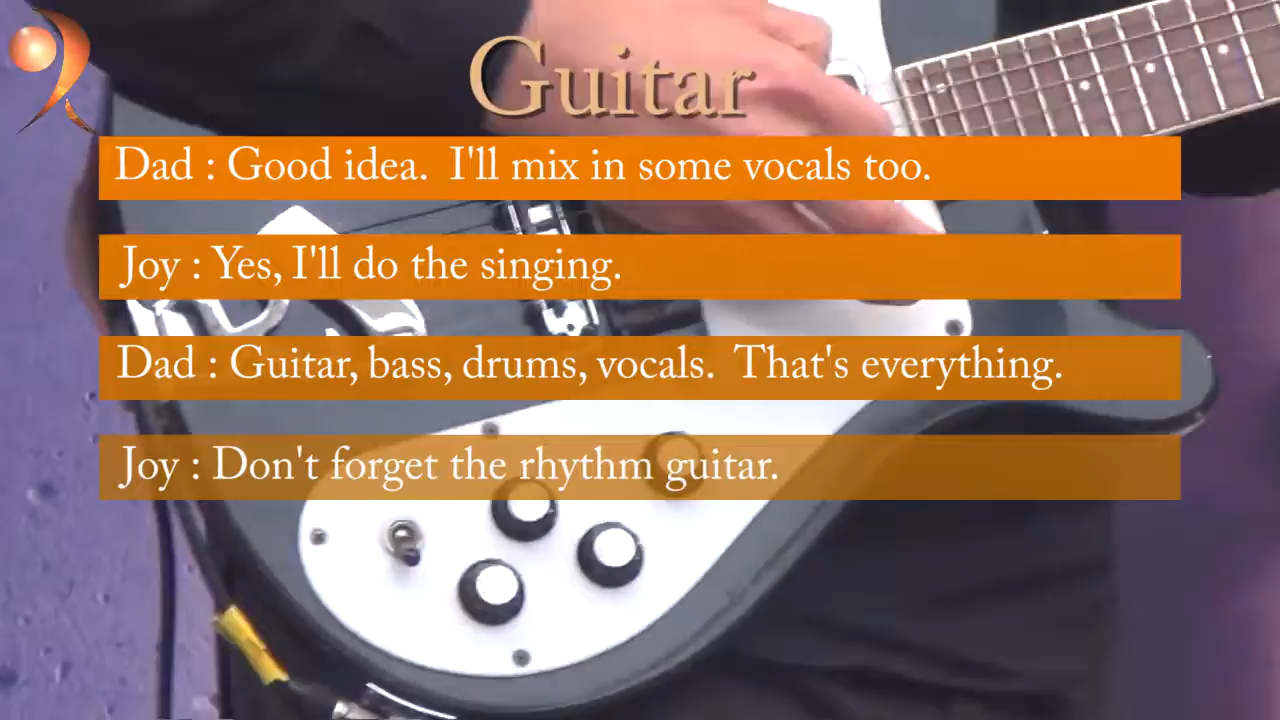 Guitar
Dad : Good idea.  I'll mix in some vocals too.
Joy : Yes, I'll do the singing.
Dad : Guitar, bass, drums, vocals.  That's everything.
Joy : Don't forget the rhythm guitar.